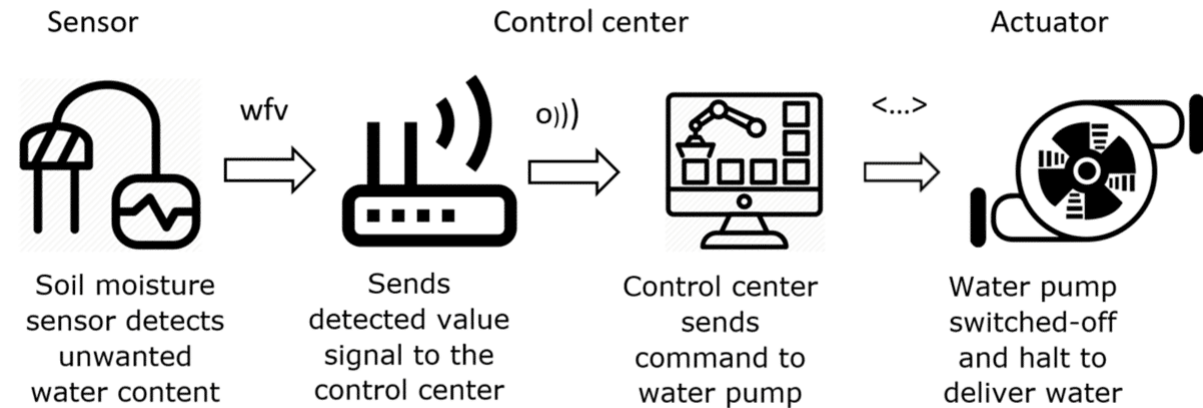 Sensor
Control center
Actuator
wfv
o)))
<...>
Soil moisture
sensor detects
unwanted
water content
Sends
detected value
signal to the
control center
Control center
sends
command to
water pump
Water pump
switched-off
and halt to
deliver water